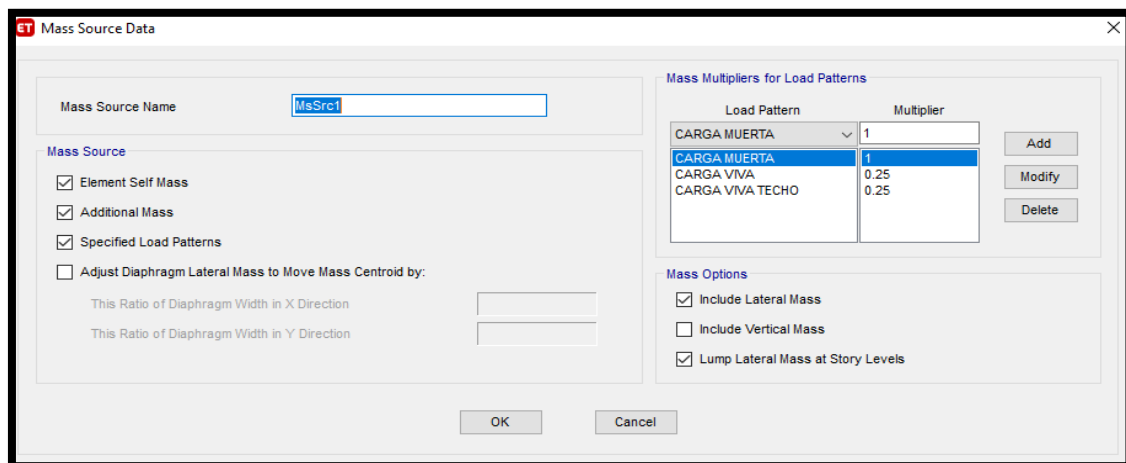 ET Mass Source Data
Mass Source Name MsSrc1
Mass Source
Element Self Mass
Additional Mass
Specified Load Patterns
Adjust Diaphragm Lateral Mass to Move Mass Centroid by:
This Ratio of Diaphragm Width in X Direction
This Ratio of Diaphragm Width in Y Direction
Mass Multipliers for Load Patterns
Load Pattern Multiplier
CARGA MUERTA 1
CARGA MUERTA 1
CARGA VIVA 0.25
CARGA VIVA TECHO 0.25
Add
Modify
Delete
Mass Options
Include Lateral Mass
Include Vertical Mass
Lump Lateral Mass at Story Levels
OK Cancel